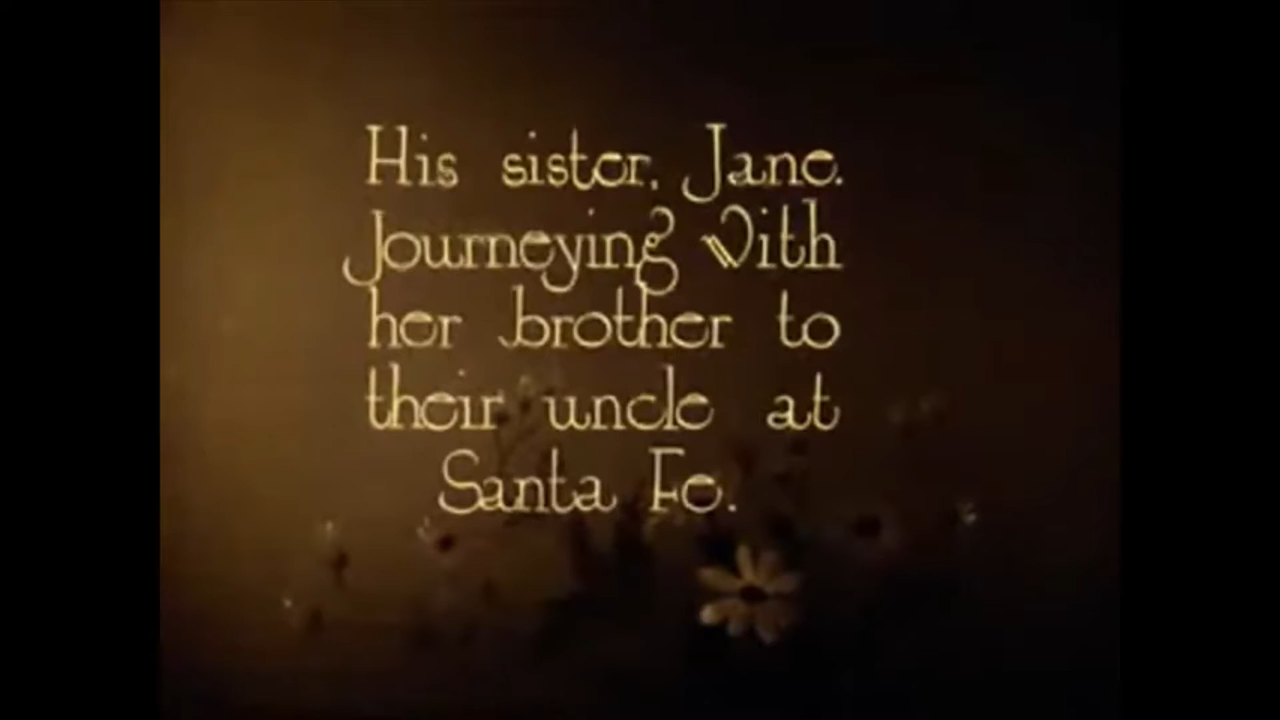 His sister, Jane.
Journeying with
her brother to
their uncle at
Santa Fe.